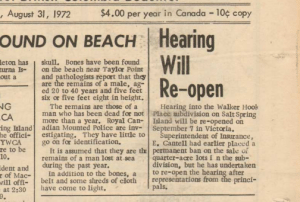 , August 31, 1972 $4.00 per year in Canada – 10¢ copy
OUND ON BEACH
skull. Bones have been found
on the beach near Taylor Point
and pathologists report that they
are the remains of a male, ag-
ed 20 to 40 years and five feet
six or five feet eight in height.
The remains are those of a
man who has been dead for not
more than a year. Royal Can-
adian Mounted Police are inv-
estigating. They have little to
go on for identification.
It is assumed that they are the
remains of a man lost at sea
during the past year.
In addition to the bones, a
belt and some shreds of cloth
have come to light.
Hearing
Will
Re-open
Hearing into the Walker Hook
Place subdivision on Salt Spring
Island will be re-opened on
September 7 in Victoria.
Superintendent of Insurance,
E. Cantell had earlier placed a
permanent ban on the sale of
quarter-acre lots in the sub-
division, but he has undertaken
to re-open the hearing after
representations from the princi-
pals.